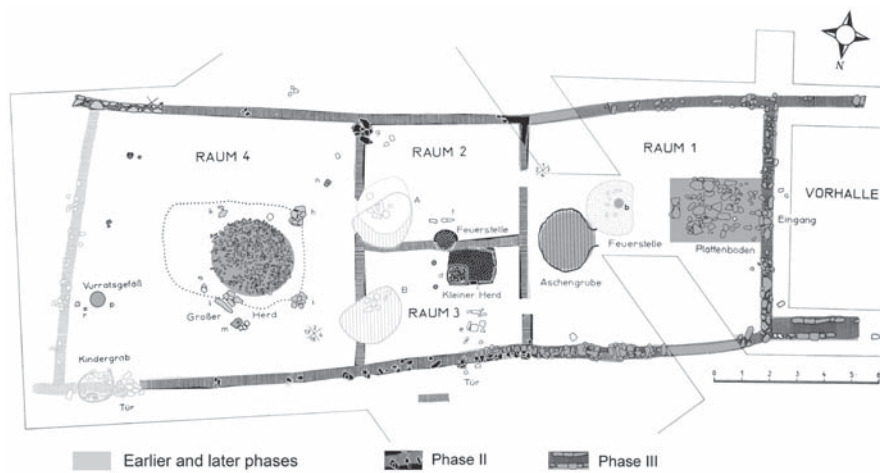 N
RAUM 4
RAUM 2
RAUM 1
VORHALLE
A
f
Feuerstelle
b
Eingang
Feuerstelle
Plattenboden
Aschengrube
Vurratsgefäß
Großer Herd
m
B
RAUM 3
d
Kleiner Herd
e
Kindergrab
Tür
Tür
0 1 2 3 4 5 6
Earlier and later phases
Phase II
Phase III